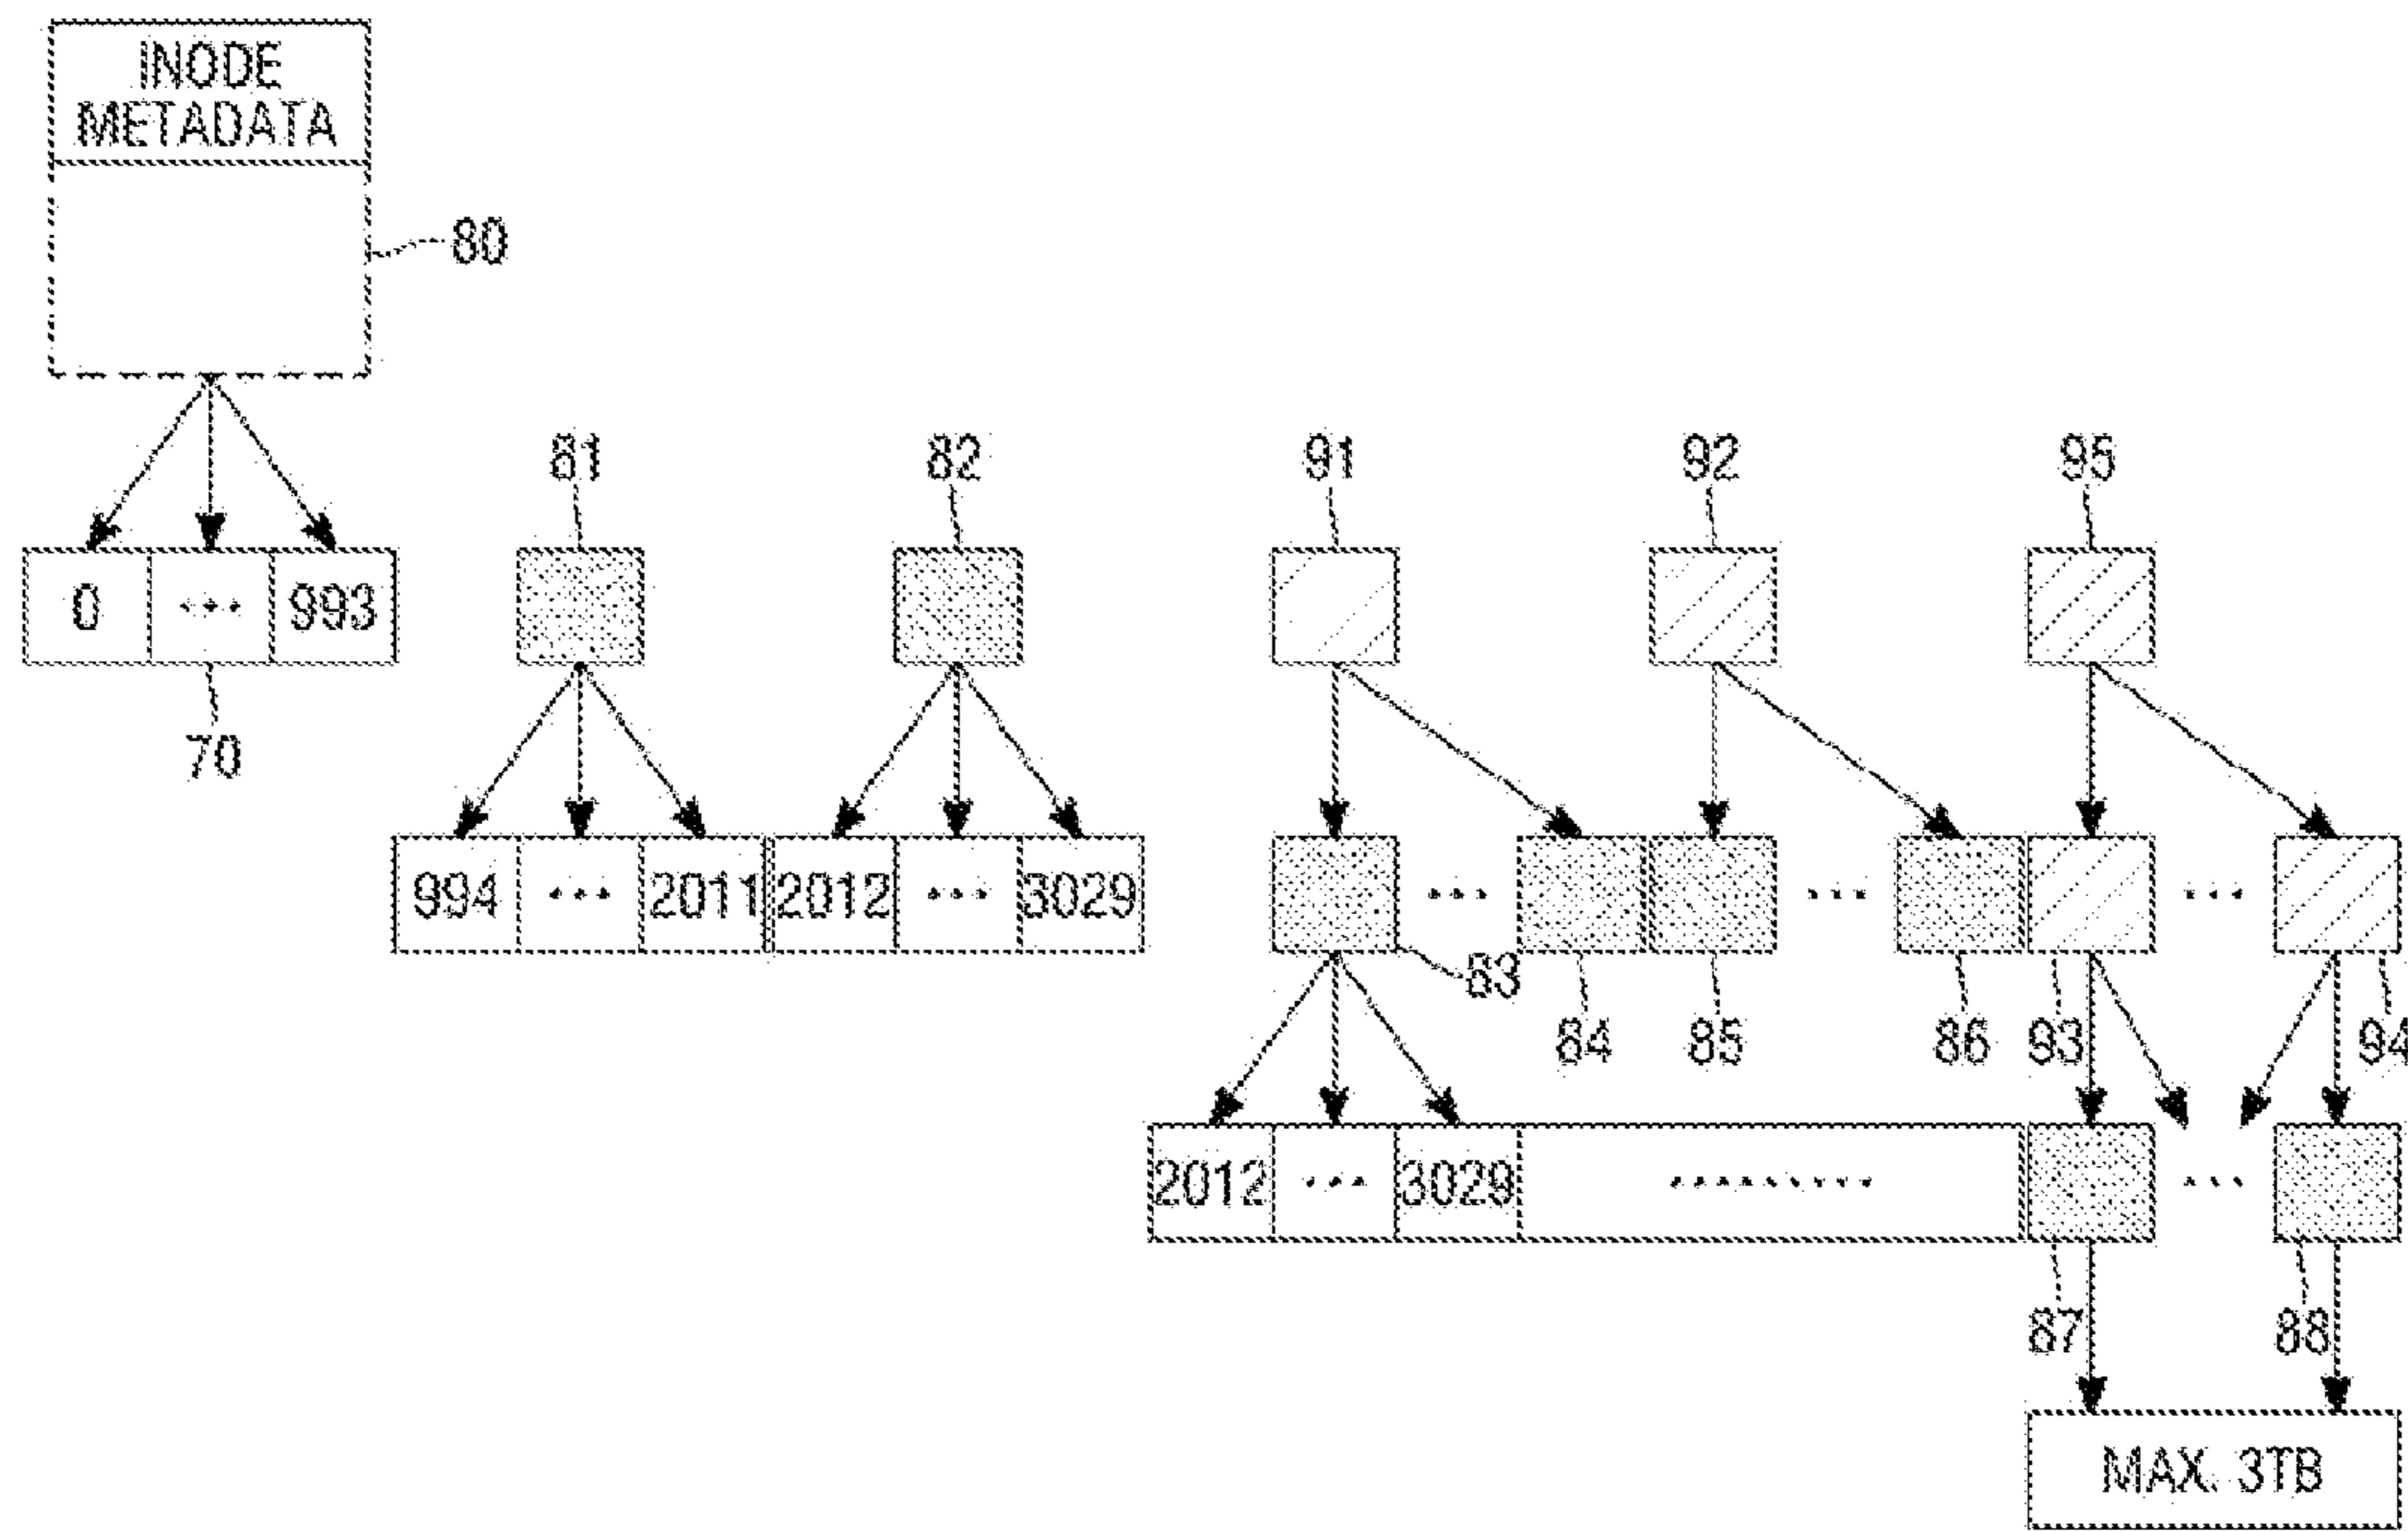 INODE
METADATA
80
81 82 91 92 95
0 ... 993
70
994 ... 2011 2012 ... 3029 ... ... ...
83
84 85 86 93 94
2012 ... 3029 ......... ...
87 88
MAX. 3TB